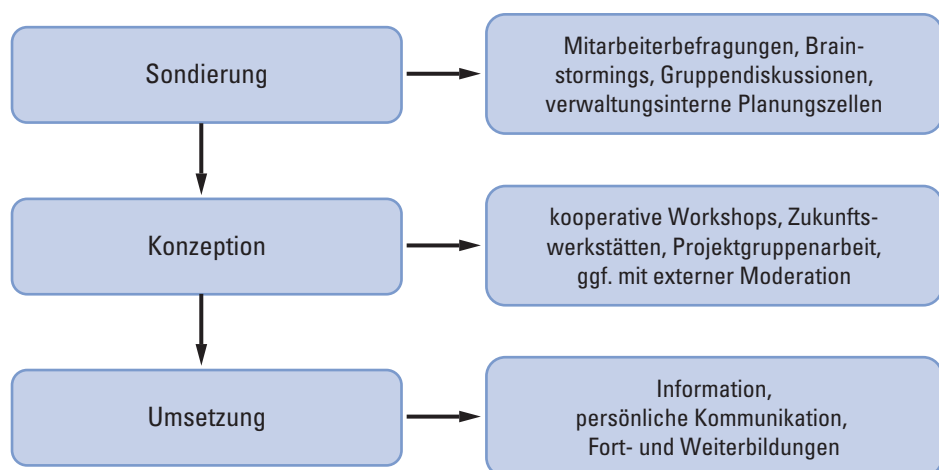 Sondierung
Mitarbeiterbefragungen, Brain-
stormings, Gruppendiskussionen,
verwaltungsinterne Planungszellen
Konzeption
kooperative Workshops, Zukunfts-
werkstätten, Projektgruppenarbeit,
ggf. mit externer Moderation
Umsetzung
Information,
persönliche Kommunikation,
Fort- und Weiterbildungen